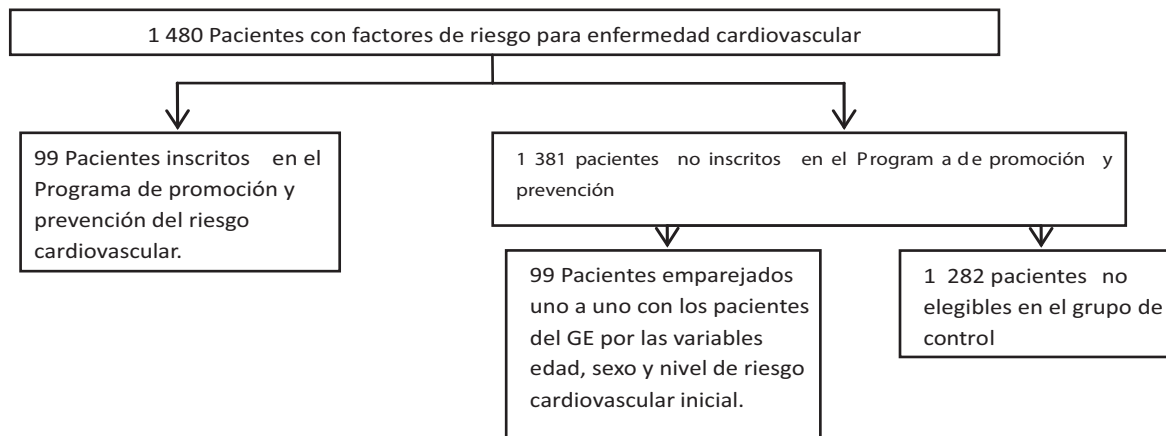 1 480 Pacientes con factores de riesgo para enfermedad cardiovascular
99 Pacientes inscritos en el
Programa de promoción y
prevención del riesgo
cardiovascular.
1 381 pacientes no inscritos en el Program a de promoción y
prevención
99 Pacientes emparejados
uno a uno con los pacientes
del GE por las variables
edad, sexo y nivel de riesgo
cardiovascular inicial.
1 282 pacientes no
elegibles en el grupo de
control